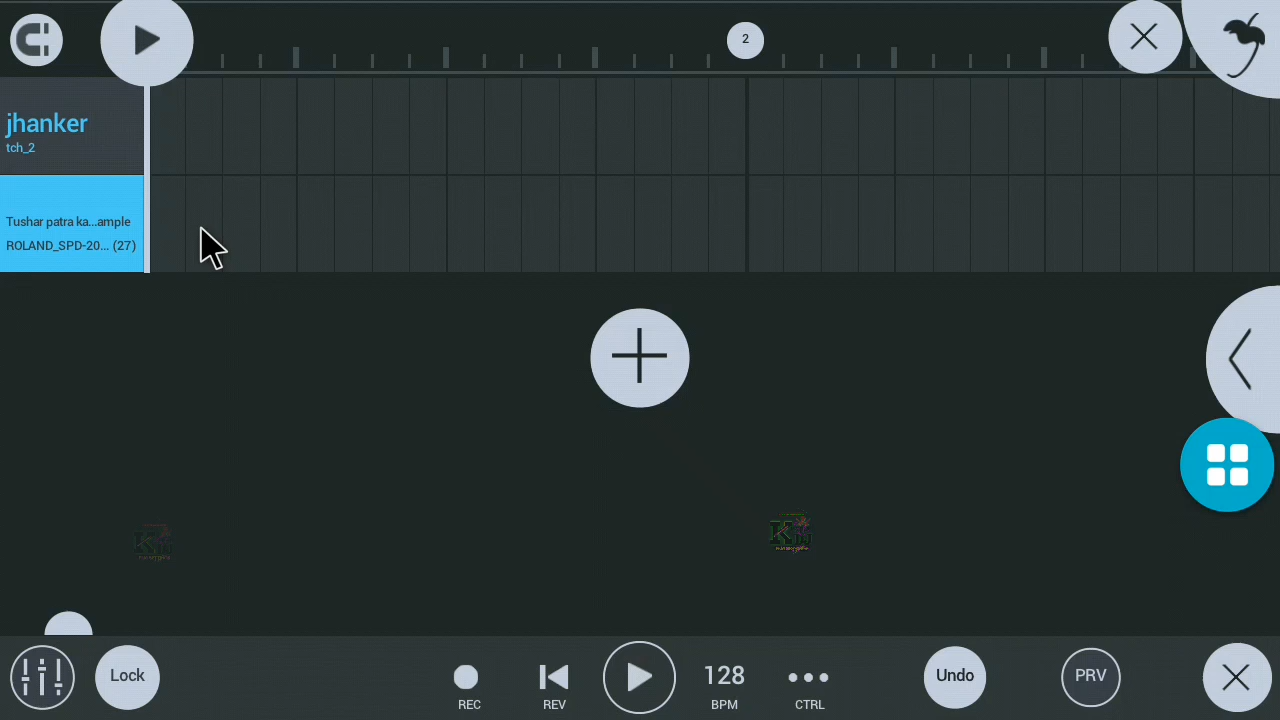 2
jhanker
tch_2
Tushar patra ka...ample
ROLAND_SPD-20... (27)
Lock
REC
REV
128
BPM
CTRL
Undo
PRV